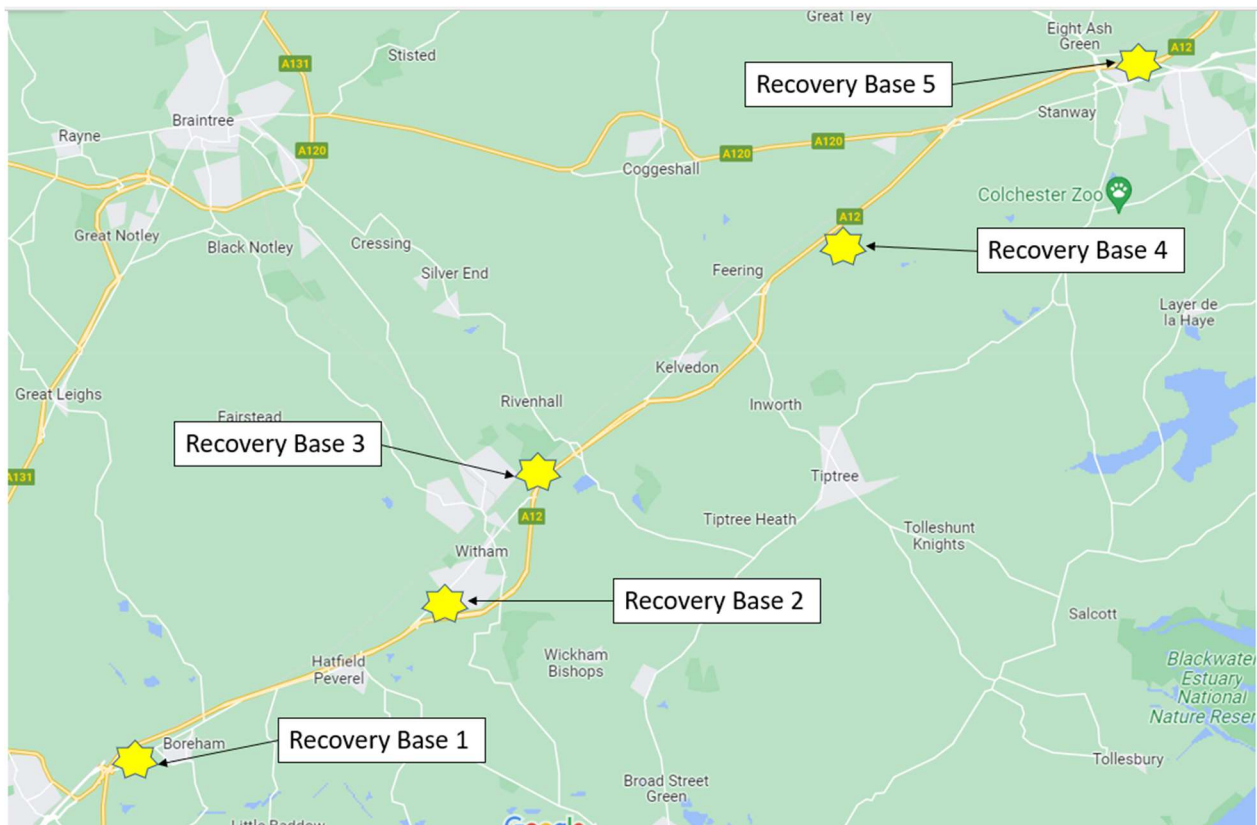 Great Tey
Eight Ash
Green
A12
Stisted
A131
Recovery Base 5
Stanway
Rayne
Braintree
A120
A120
A120
Coggeshall
Colchester Zoo
A12
Great Notley
Black Notley
Cressing
Recovery Base 4
Silver End
Feering
Layer de
la Haye
Kelvedon
Great Leighs
Rivenhall
Inworth
Fairstead
Recovery Base 3
A131
Tiptree
A12
Tiptree Heath
Tolleshunt
Knights
Witham
Recovery Base 2
Salcott
Hatfield
Peverel
Wickham
Bishops
Blackwater
Estuary
National
Nature Reser
Recovery Base 1
Boreham
Tollesbury
Broad Street
Green
Little Baddow
Google